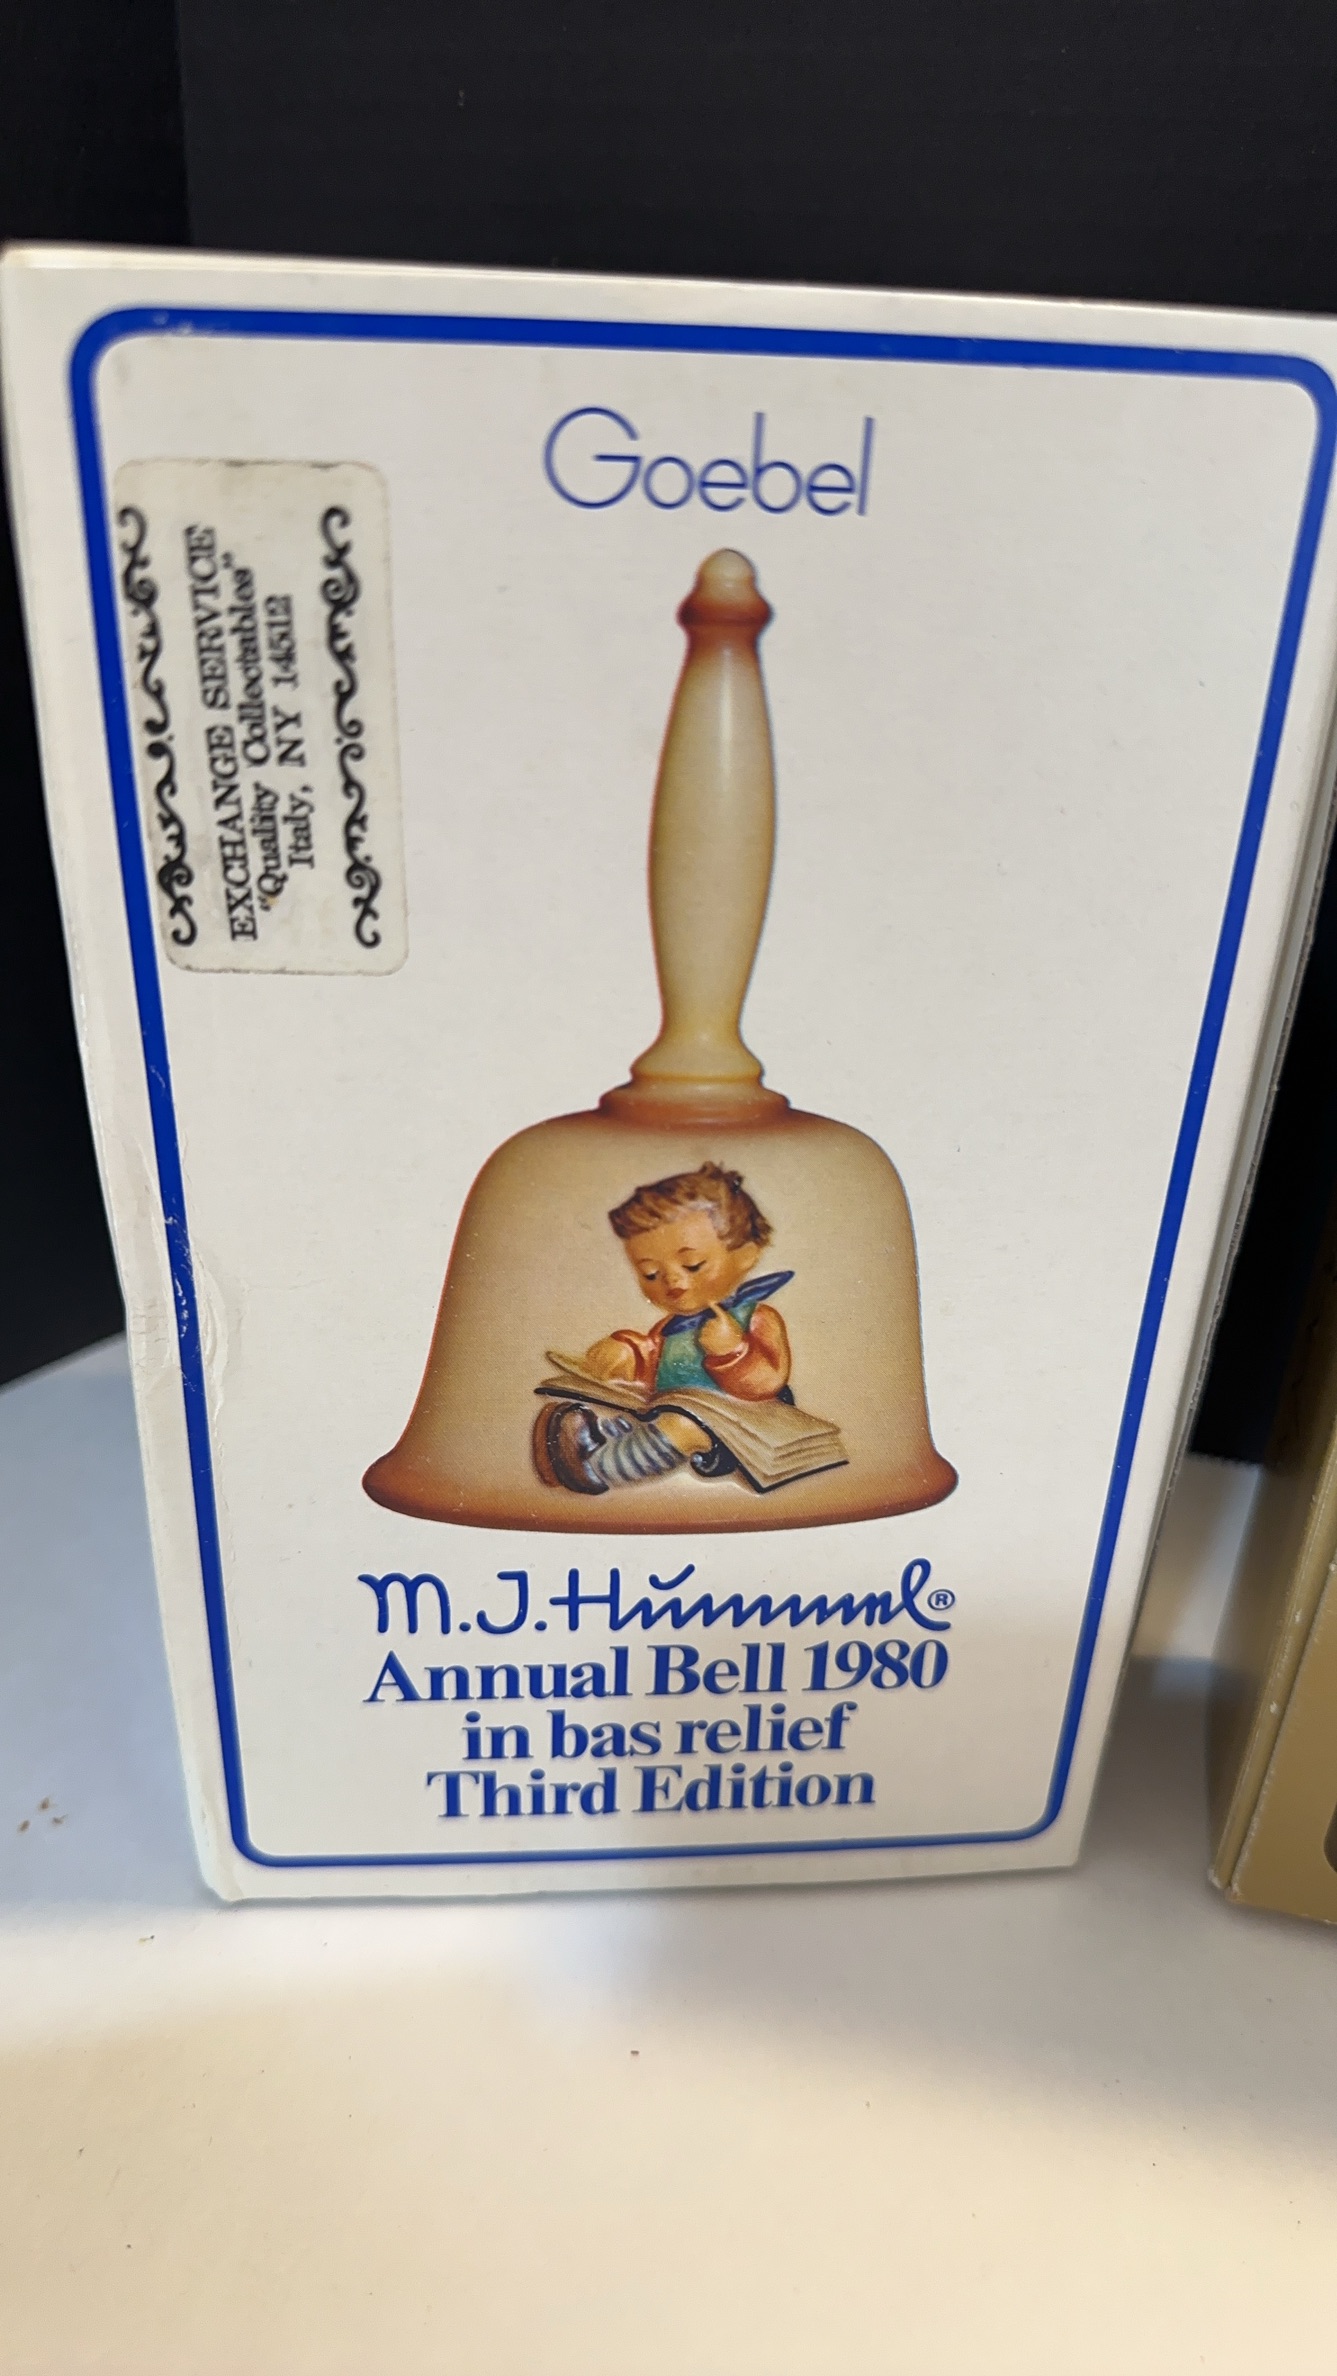 Goebel
EXCHANGE SERVICE
"Quality Collectables"
Italy, NY 14512
M.J.Hummel®
Annual Bell 1980
in bas relief
Third Edition